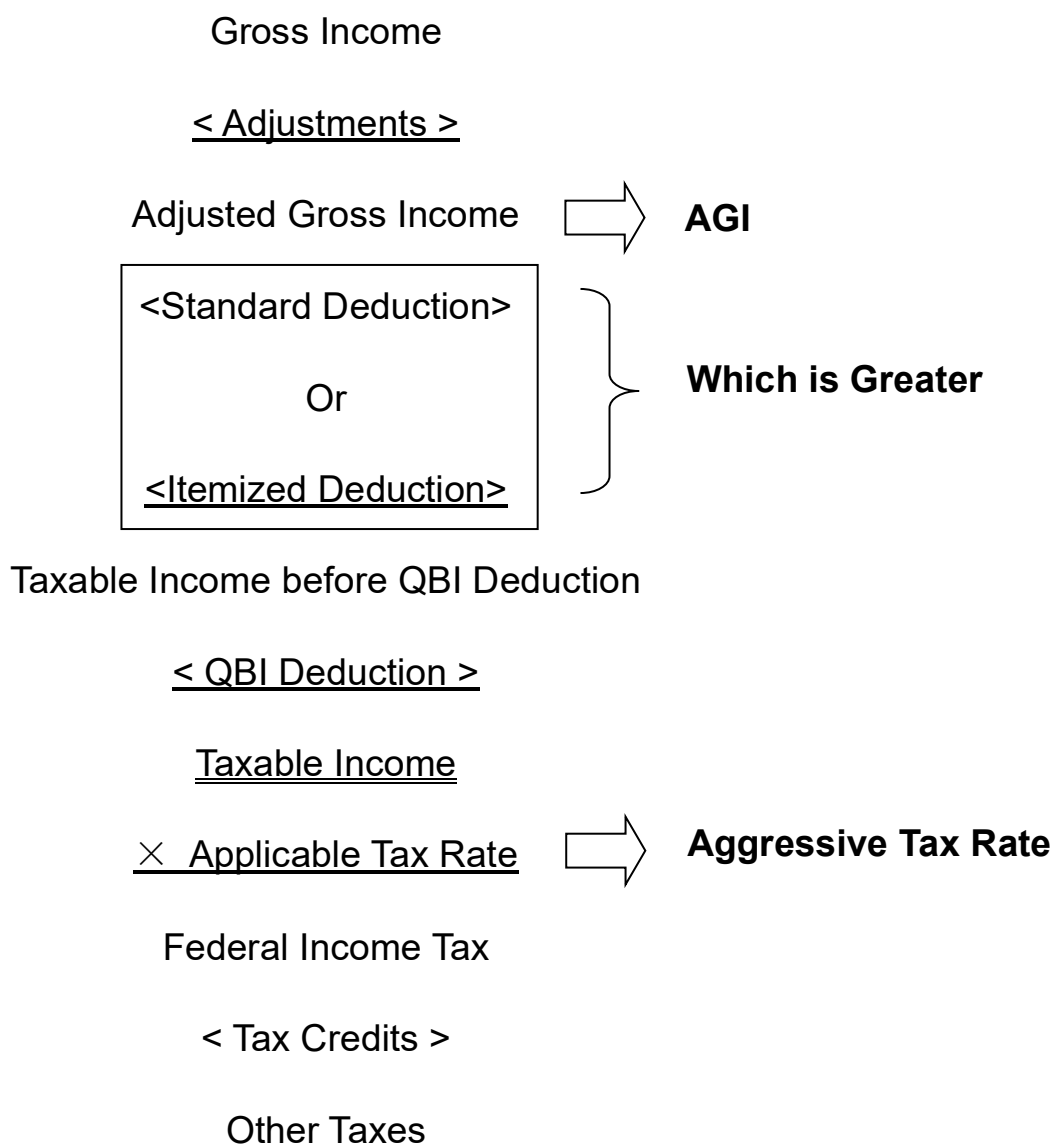 Gross Income
< Adjustments >
Adjusted Gross Income
AGI
<Standard Deduction>
Or
Which is Greater
<Itemized Deduction>
Taxable Income before QBI Deduction
< QBI Deduction >
Taxable Income
× Applicable Tax Rate
Aggressive Tax Rate
Federal Income Tax
< Tax Credits >
Other Taxes